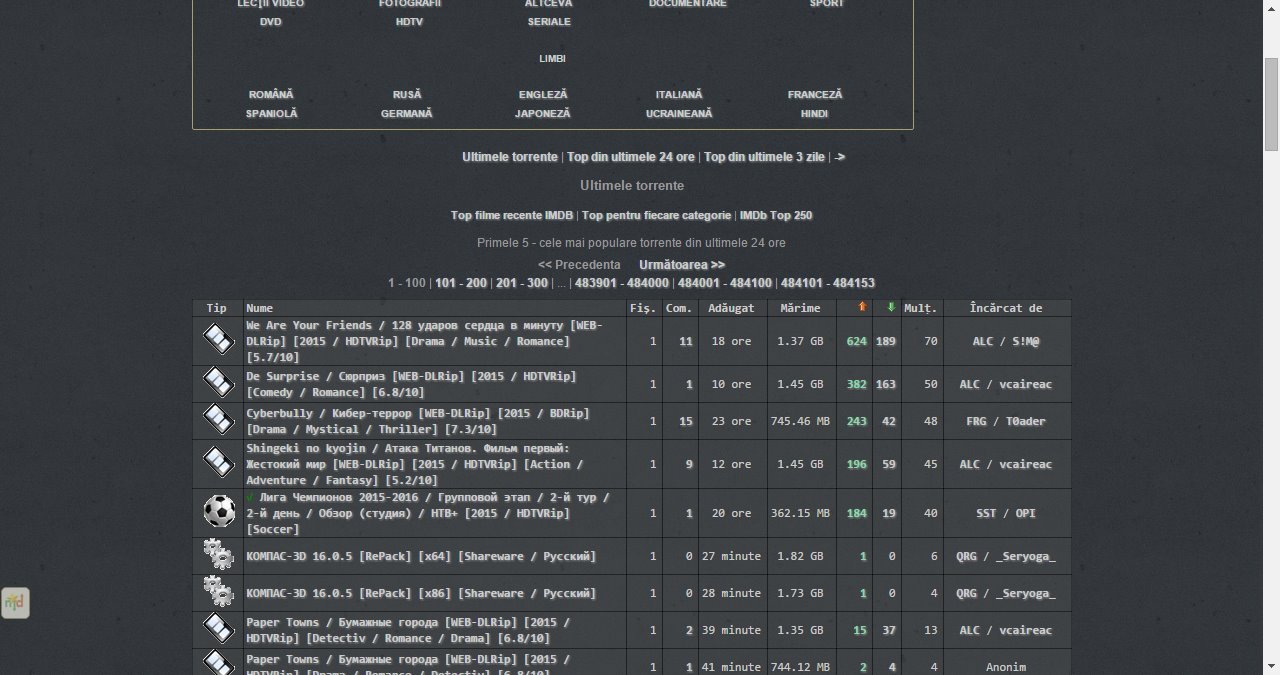 LECŢII VIDEO FOTOGRAFII ALTCEVA DOCUMENTARE SPORT
DVD HDTV SERIALE
LIMBI
ROMÂNĂ RUSĂ ENGLEZĂ ITALIANĂ FRANCEZĂ
SPANIOLĂ GERMANĂ JAPONEZĂ UCRAINEANĂ HINDI
Ultimele torrente | Top din ultimele 24 ore | Top din ultimele 3 zile | ->
Ultimele torrente
Top filme recente IMDB | Top pentru fiecare categorie | IMDb Top 250
Primele 5 - cele mai populare torrente din ultimele 24 ore
<< Precedenta Următoarea >>
1 - 100 | 101 - 200 | 201 - 300 | ... | 483901 - 484000 | 484001 - 484100 | 484101 - 484153
Tip Nume Fiş. Com. Adăugat Mărime Mulţ. Încărcat de
We Are Your Friends / 128 ударов сердца в минуту [WEB-
DLRip] [2015 / HDTVRip] [Drama / Music / Romance] 1 11 18 ore 1.37 GB 624 189 70 ALC / S!M@
[5.7/10]
De Surprise / Сюрприз [WEB-DLRip] [2015 / HDTVRip]
[Comedy / Romance] [6.8/10] 1 1 10 ore 1.45 GB 382 163 50 ALC / vcaireac
Cyberbully / Кибер-террор [WEB-DLRip] [2015 / BDRip]
[Drama / Mystical / Thriller] [7.3/10] 1 15 23 ore 745.46 MB 243 42 48 FRG / T0ader
Shingeki no kyojin / Атака Титанов. Фильм первый:
Жестокий мир [WEB-DLRip] [2015 / HDTVRip] [Action / 1 9 12 ore 1.45 GB 196 59 45 ALC / vcaireac
Adventure / Fantasy] [5.2/10]
√ Лига Чемпионов 2015-2016 / Групповой этап / 2-й тур /
2-й день / Обзор (студия) / НТВ+ [2015 / HDTVRip] 1 1 20 ore 362.15 MB 184 19 40 SST / OPI
[Soccer]
КОМПАС-3D 16.0.5 [RePack] [x64] [Shareware / Русский] 1 0 27 minute 1.82 GB 1 0 6 QRG / _Seryoga_
КОМПАС-3D 16.0.5 [RePack] [x86] [Shareware / Русский] 1 0 28 minute 1.73 GB 1 0 4 QRG / _Seryoga_
Paper Towns / Бумажные города [WEB-DLRip] [2015 /
HDTVRip] [Detectiv / Romance / Drama] [6.8/10] 1 2 39 minute 1.35 GB 15 37 13 ALC / vcaireac
Paper Towns / Бумажные города [WEB-DLRip] [2015 / 1 1 41 minute 744.12 MB 2 4 4 Anonim
HDTVRip] [Drama / Romance / Detectiv] [6.8/10]